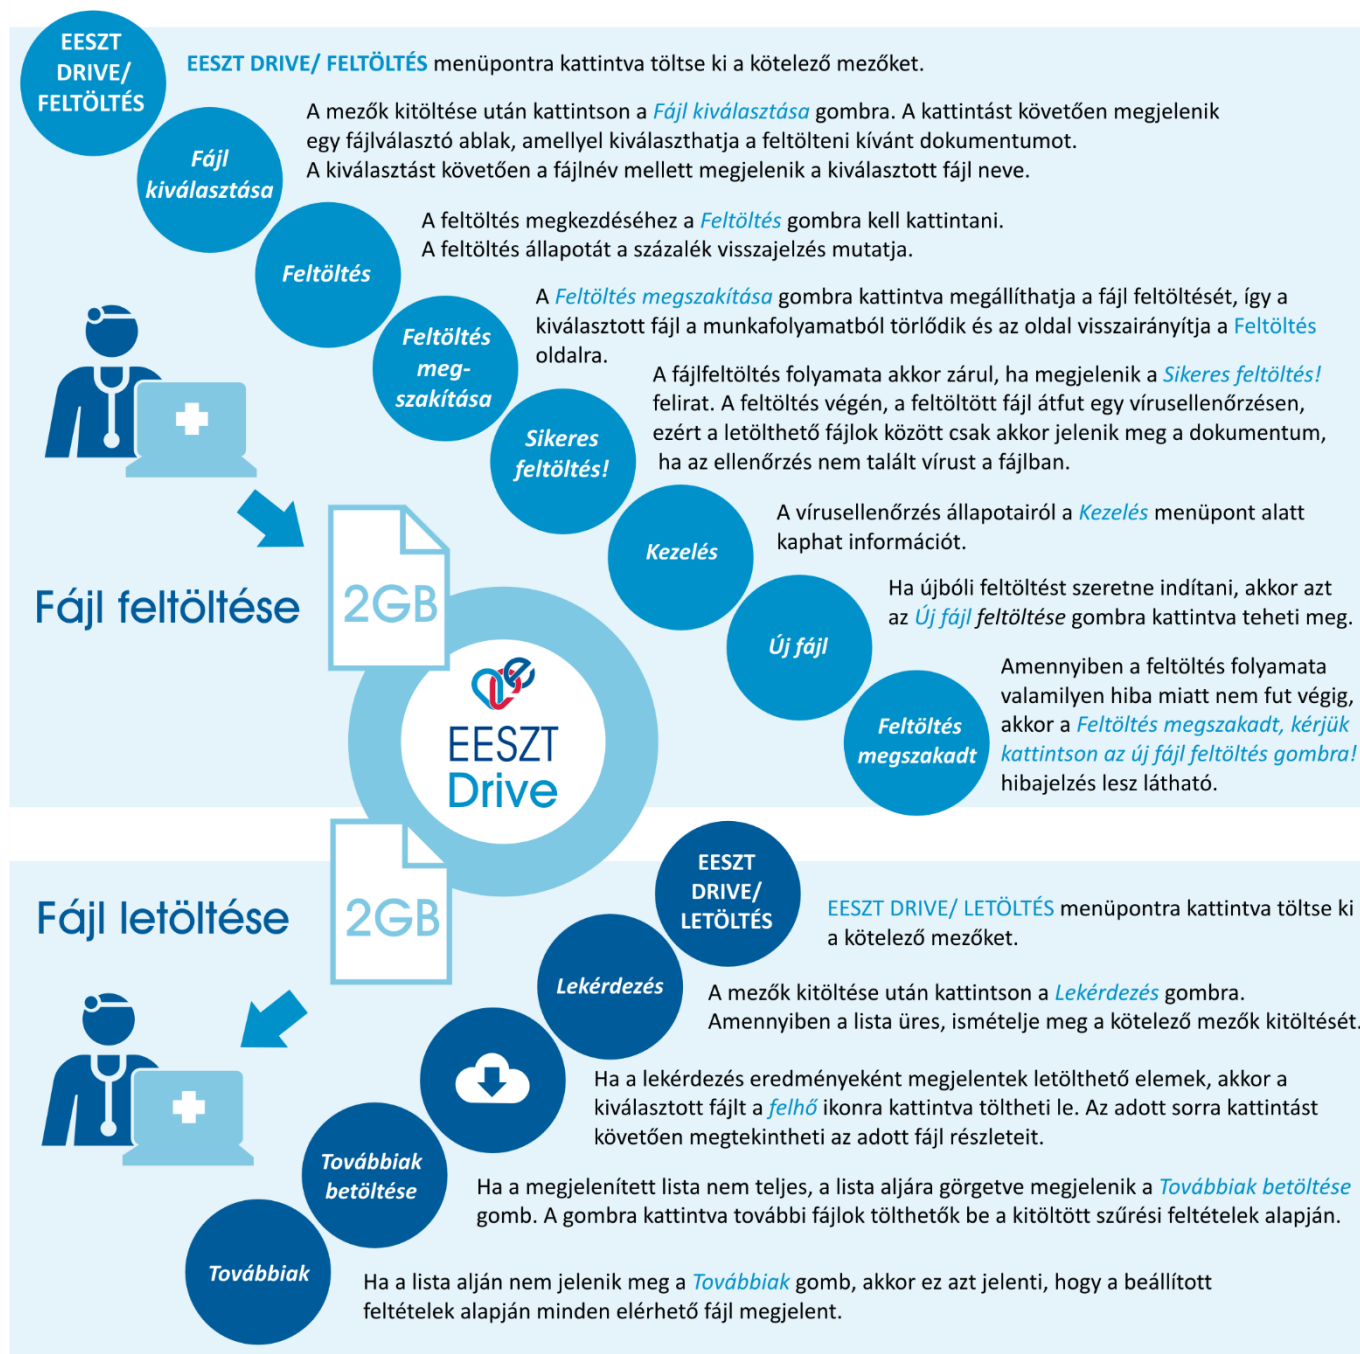 EESZT
DRIVE/
FELTÖLTÉS
EESZT DRIVE/ FELTÖLTÉS menüpontra kattintva töltse ki a kötelező mezőket.
Fájl
kiválasztása
A mezők kitöltése után kattintson a Fájl kiválasztása gombra. A kattintást követően megjelenik
egy fájlválasztó ablak, amellyel kiválaszthatja a feltölteni kívánt dokumentumot.
A kiválasztást követően a fájlnév mellett megjelenik a kiválasztott fájl neve.
Feltöltés
A feltöltés megkezdéséhez a Feltöltés gombra kell kattintani.
A feltöltés állapotát a százalék visszajelzés mutatja.
Feltöltés
meg-
szakítása
A Feltöltés megszakítása gombra kattintva megállíthatja a fájl feltöltését, így a
kiválasztott fájl a munkafolyamatból törlődik és az oldal visszairányítja a Feltöltés
oldalra.
Sikeres
feltöltés!
A fájlfeltöltés folyamata akkor zárul, ha megjelenik a Sikeres feltöltés!
felirat. A feltöltés végén, a feltöltött fájl átfut egy vírusellenőrzésen,
ezért a letölthető fájlok között csak akkor jelenik meg a dokumentum,
ha az ellenőrzés nem talált vírust a fájlban.
Kezelés
A vírusellenőrzés állapotairól a Kezelés menüpont alatt
kaphat információt.
Új fájl
Ha újbóli feltöltést szeretne indítani, akkor azt
az Új fájl feltöltése gombra kattintva teheti meg.
Feltöltés
megszakadt
Amennyiben a feltöltés folyamata
valamilyen hiba miatt nem fut végig,
akkor a Feltöltés megszakadt, kérjük
kattintson az új fájl feltöltés gombra!
hibajelzés lesz látható.
Fájl feltöltése
2GB
EESZT
Drive
2GB
Fájl letöltése
EESZT
DRIVE/
LETÖLTÉS
EESZT DRIVE/ LETÖLTÉS menüpontra kattintva töltse ki
a kötelező mezőket.
Lekérdezés
A mezők kitöltése után kattintson a Lekérdezés gombra.
Amennyiben a lista üres, ismételje meg a kötelező mezők kitöltését.
Ha a lekérdezés eredményeként megjelentek letölthető elemek, akkor a
kiválasztott fájlt a felhő ikonra kattintva töltheti le. Az adott sorra kattintást
követően megtekintheti az adott fájl részleteit.
Továbbiak
betöltése
Ha a megjelenített lista nem teljes, a lista aljára görgetve megjelenik a Továbbiak betöltése
gomb. A gombra kattintva további fájlok tölthetők be a kitöltött szűrési feltételek alapján.
Továbbiak
Ha a lista alján nem jelenik meg a Továbbiak gomb, akkor ez azt jelenti, hogy a beállított
feltételek alapján minden elérhető fájl megjelent.